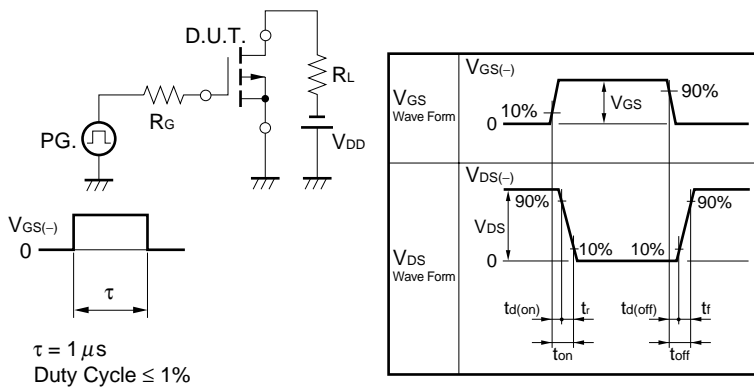 D.U.T.
RL
RG
PG.
VDD
VGS(−)
0
τ
τ = 1 μs
Duty Cycle ≤ 1%
VGS
Wave Form
VGS(−)
10%
0
VGS
90%
VDS
Wave Form
VDS(−)
90%
VDS
0
10%
10%
90%
td(on)
tr
td(off)
tf
ton
toff